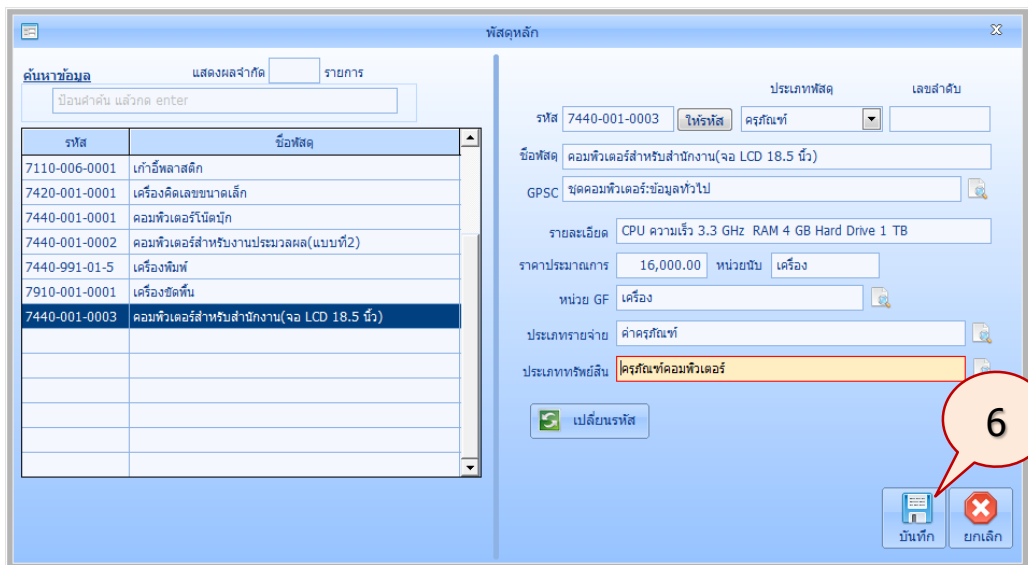 พัสดุหลัก
ค้นหาข้อมูล แสดงผลจำกัด รายการ
ป้อนคำค้น แล้วกด enter
รหัส ชื่อพัสดุ
7110-006-0001 เก้าอี้พลาสติก
7420-001-0001 เครื่องคิดเลขขนาดเล็ก
7440-001-0001 คอมพิวเตอร์โน๊ตบุ๊ก
7440-001-0002 คอมพิวเตอร์สำหรับงานประมวลผล(แบบที่2)
7440-991-01-5 เครื่องพิมพ์
7910-001-0001 เครื่องขัดพื้น
7440-001-0003 คอมพิวเตอร์สำหรับสำนักงาน(จอ LCD 18.5 นิ้ว)
ประเภทพัสดุ เลขลำดับ
รหัส 7440-001-0003 ให้รหัส ครุภัณฑ์
ชื่อพัสดุ คอมพิวเตอร์สำหรับสำนักงาน(จอ LCD 18.5 นิ้ว)
GPSC ชุดคอมพิวเตอร์:ข้อมูลทั่วไป
รายละเอียด CPU ความเร็ว 3.3 GHz RAM 4 GB Hard Drive 1 TB
ราคาประมาณการ 16,000.00 หน่วยนับ เครื่อง
หน่วย GF เครื่อง
ประเภทรายจ่าย ค่าครุภัณฑ์
ประเภททรัพย์สิน ครุภัณฑ์คอมพิวเตอร์
เปลี่ยนรหัส
6
บันทึก ยกเลิก